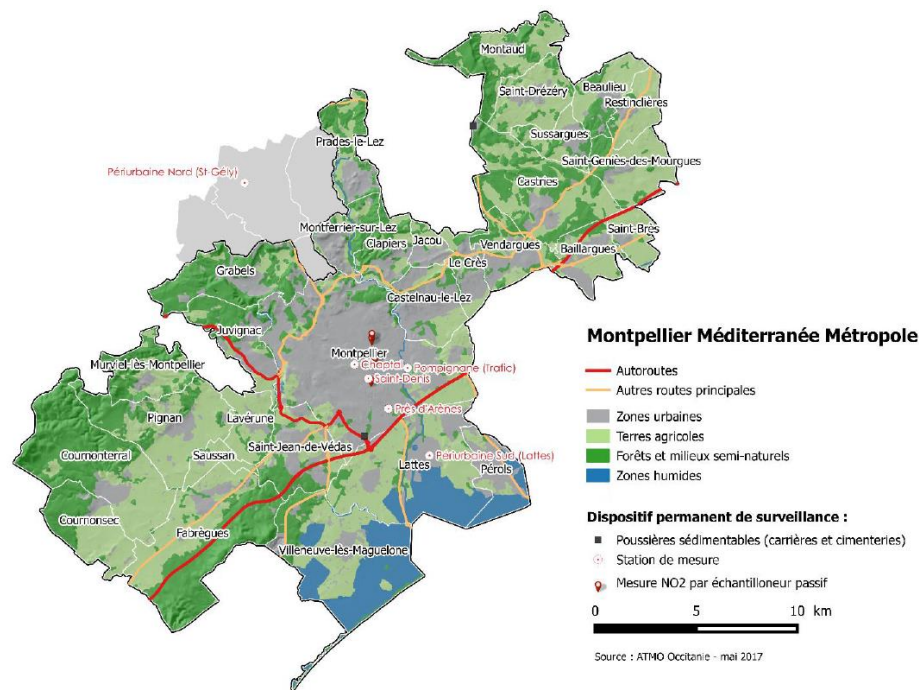 Montaud
Saint-Drézéry
Beaulieu
Restinclières
Sussargues
Prades-le-Lez
Saint-Geniès-des-Mourgues
Périurbaine Nord (St-Gély)
Castries
Montferrier-sur-Lez
Clapiers
Jacou
Vendargues
Saint-Brès
Baillargues
Le Crès
Grabels
Castelnau-le-Lez
Juvignac
Montpellier
Chaptal
Pompignane (Trafic)
Saint-Denis
Murviel-lès-Montpellier
Pignan
Lavérune
Prés d'Arènes
Cournonterral
Saussan
Saint-Jean-de-Védas
Lattes
Périurbaine Sud (Lattes)
Pérols
Cournonsec
Fabrègues
Villeneuve-lès-Maguelone
Montpellier Méditerranée Métropole
Autoroutes
Autres routes principales
Zones urbaines
Terres agricoles
Forêts et milieux semi-naturels
Zones humides
Dispositif permanent de surveillance :
Poussières sédimentables (carrières et cimenteries)
Station de mesure
Mesure NO2 par échantilloneur passif
0 5 10 km
Source : ATMO Occitanie - mai 2017